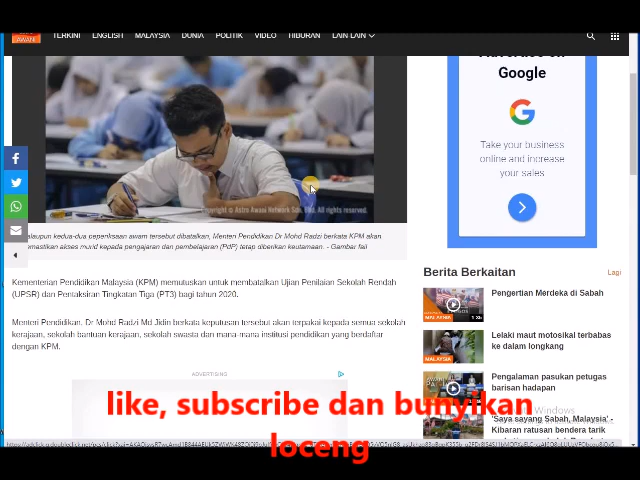 AWANI
TERKINI ENGLISH MALAYSIA DUNIA POLITIK VIDEO HIBURAN LAIN LAIN
Google
Take your business
online and increase
your sales
Copyright © Astro Awani Network Sdn. Bhd. All rights reserved.
kedua-dua peperiksaan awam tersebut dibatalkan, Menteri Pendidikan Dr Mohd Radzi berkata KPM akan
memastikan akses murid kepada pengajaran dan pembelajaran (PdP) tetap diberikan keutamaan. - Gambar fail
Kementerian Pendidikan Malaysia (KPM) memutuskan untuk membatalkan Ujian Penilaian Sekolah Rendah
(UPSR) dan Pentaksiran Tingkatan Tiga (PT3) bagi tahun 2020.
Menteri Pendidikan, Dr Mohd Radzi Md Jidin berkata keputusan tersebut akan terpakai kepada semua sekolah
kerajaan, sekolah bantuan kerajaan, sekolah swasta dan mana-mana institusi pendidikan yang berdaftar
dengan KPM.
ADVERTISING
Berita Berkaitan
Lagi
Pengertian Merdeka di Sabah
MALAYSIA
Lelaki maut motosikal terbabas
ke dalam longkang
MALAYSIA
Pengalaman pasukan petugas
barisan hadapan
MALAYSIA
'Saya sayang Sabah, Malaysia' -
Kibaran ratusan bendera tarik
Windows
like, subscribe dan bunyikan
loceng